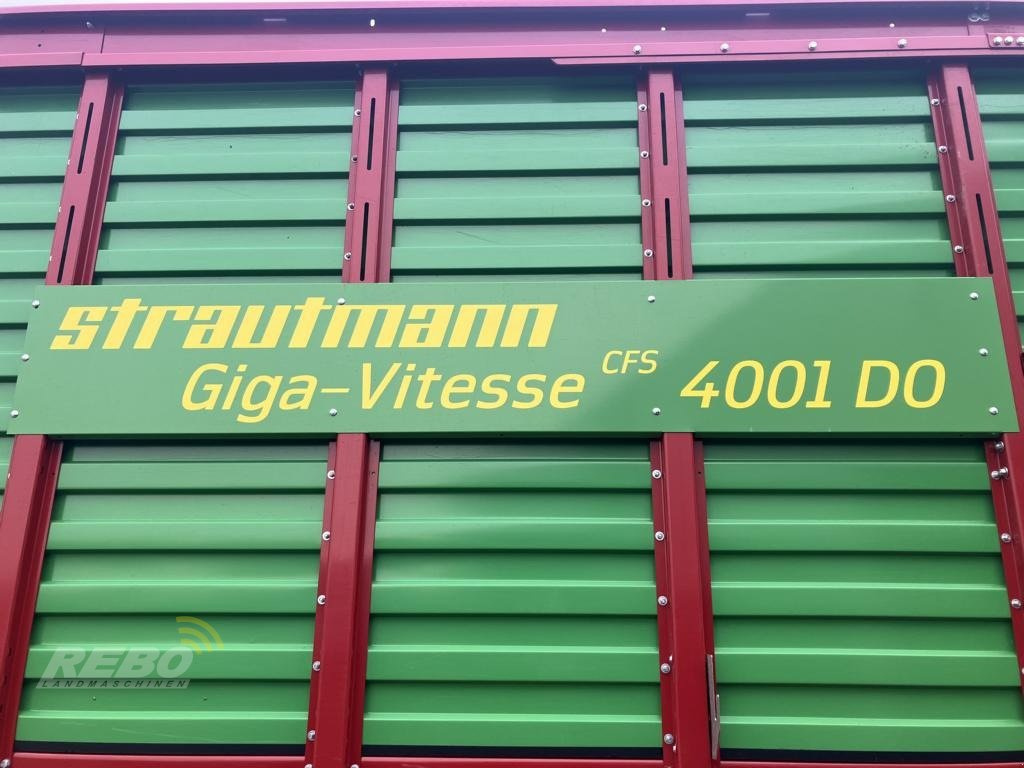 strautmann
Giga-Vitesse CFS 4001 DO
REBO
LANDMASCHINEN